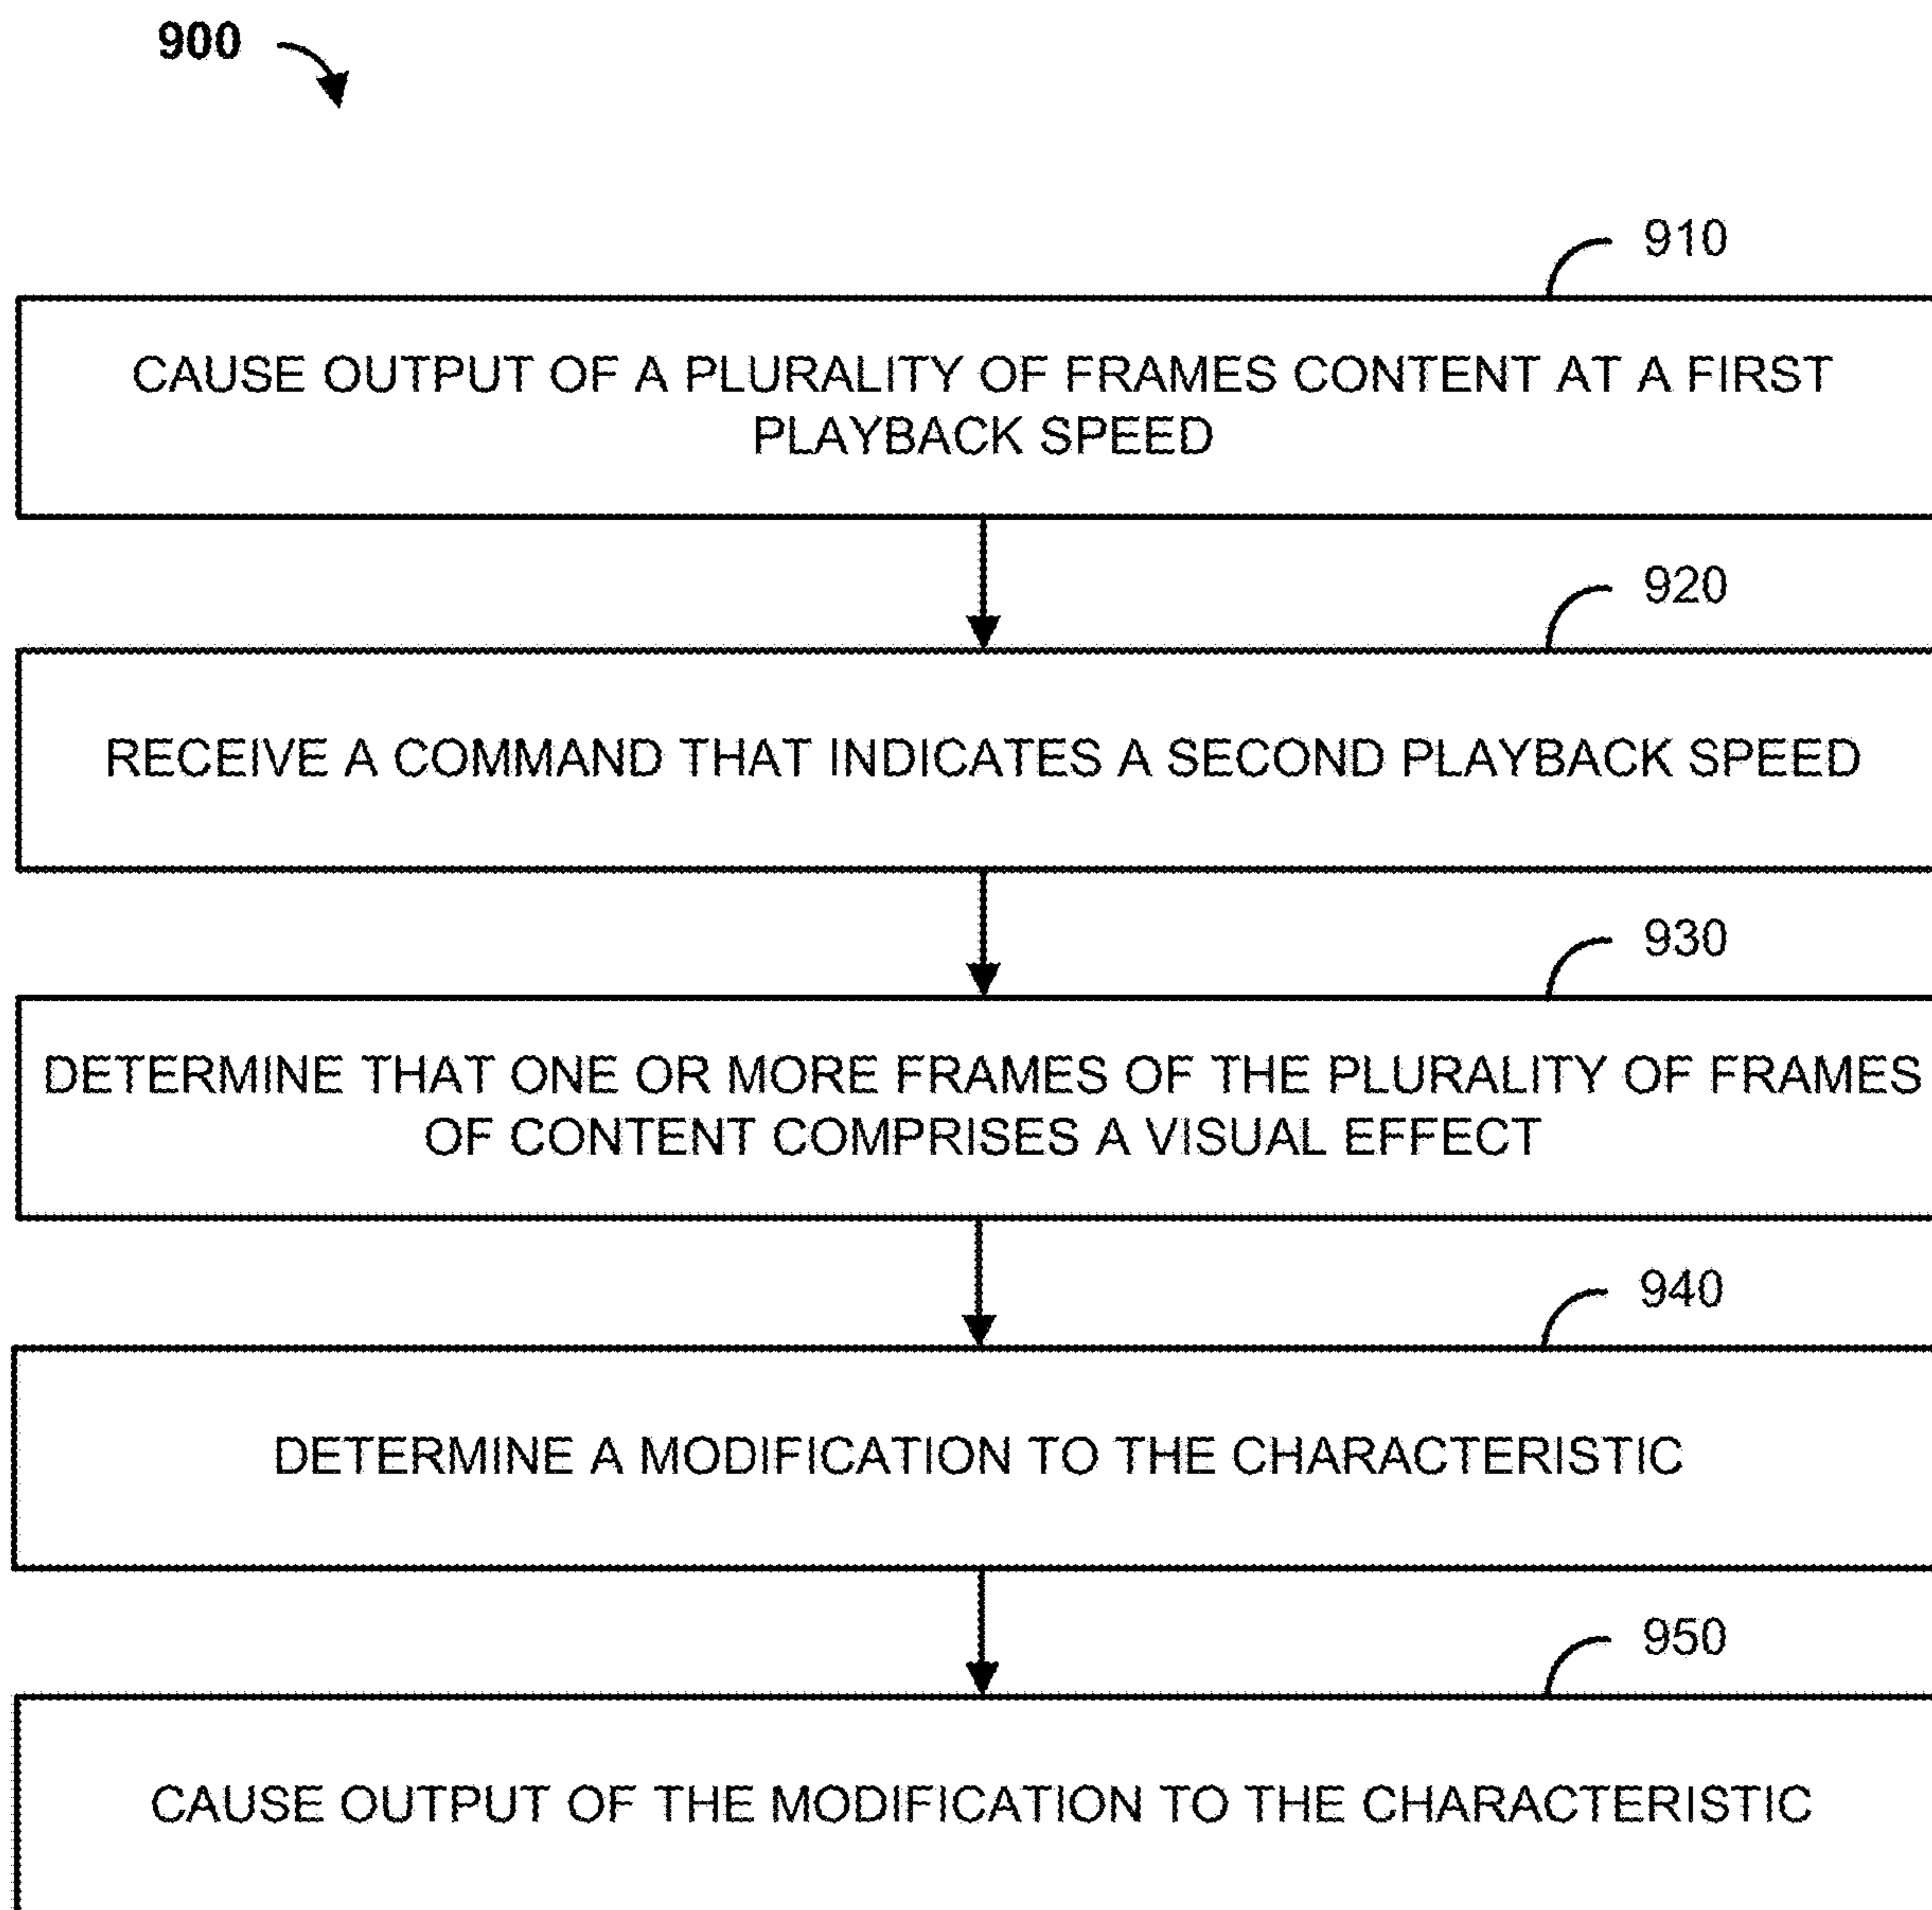 900
910
CAUSE OUTPUT OF A PLURALITY OF FRAMES CONTENT AT A FIRST
PLAYBACK SPEED
920
RECEIVE A COMMAND THAT INDICATES A SECOND PLAYBACK SPEED
930
DETERMINE THAT ONE OR MORE FRAMES OF THE PLURALITY OF FRAMES
OF CONTENT COMPRISES A VISUAL EFFECT
940
DETERMINE A MODIFICATION TO THE CHARACTERISTIC
950
CAUSE OUTPUT OF THE MODIFICATION TO THE CHARACTERISTIC